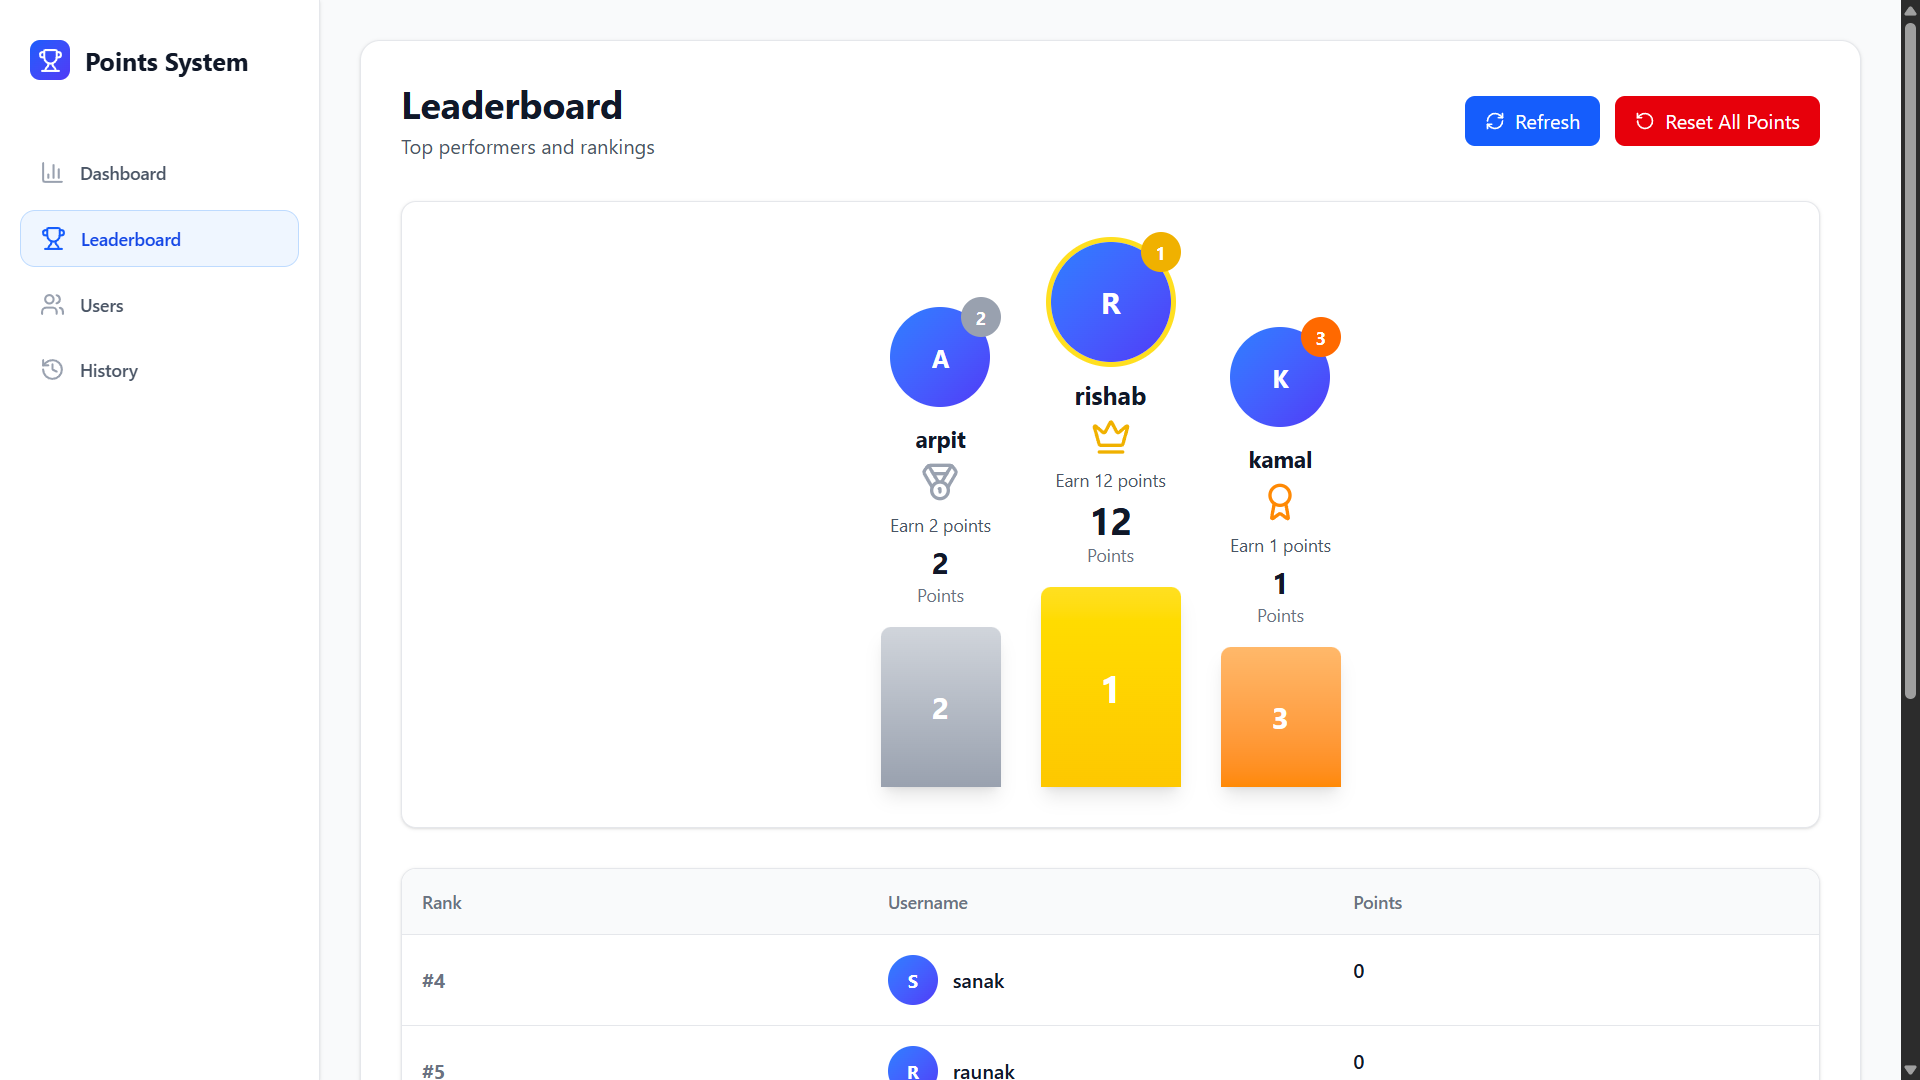 Points System
Dashboard
Leaderboard
Users
History
Leaderboard
Top performers and rankings
Refresh
Reset All Points
2
A
arpit
Earn 2 points
2
Points
2
1
R
rishab
Earn 12 points
12
Points
1
3
K
kamal
Earn 1 points
1
Points
3
Rank Username Points
#4 S sanak 0
#5 R raunak 0